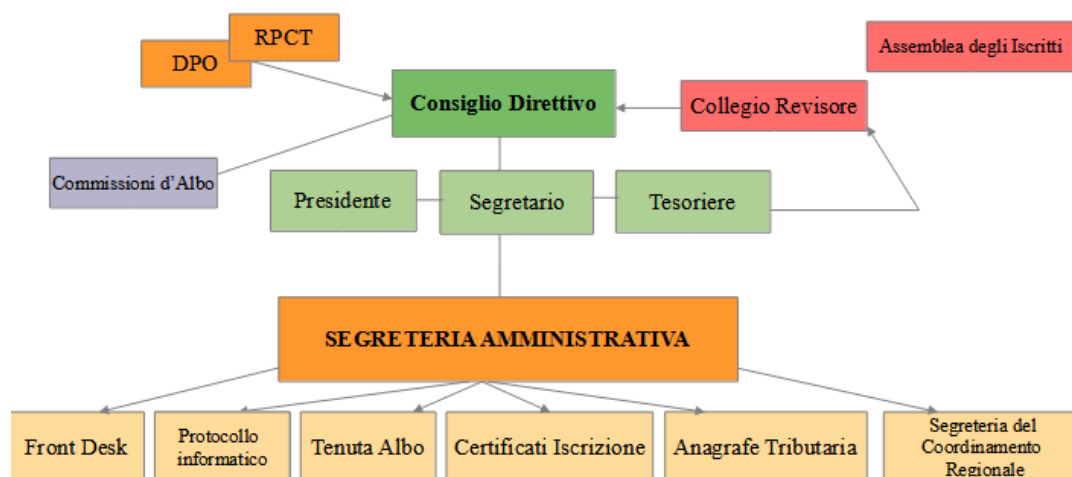 RPCT
DPO
Assemblea degli Iscritti
Consiglio Direttivo
Collegio Revisore
Commissioni d'Albo
Presidente
Segretario
Tesoriere
SEGRETERIA AMMINISTRATIVA
Front Desk
Protocollo
informatico
Tenuta Albo
Certificati Iscrizione
Anagrafe Tributaria
Segreteria del
Coordinamento
Regionale